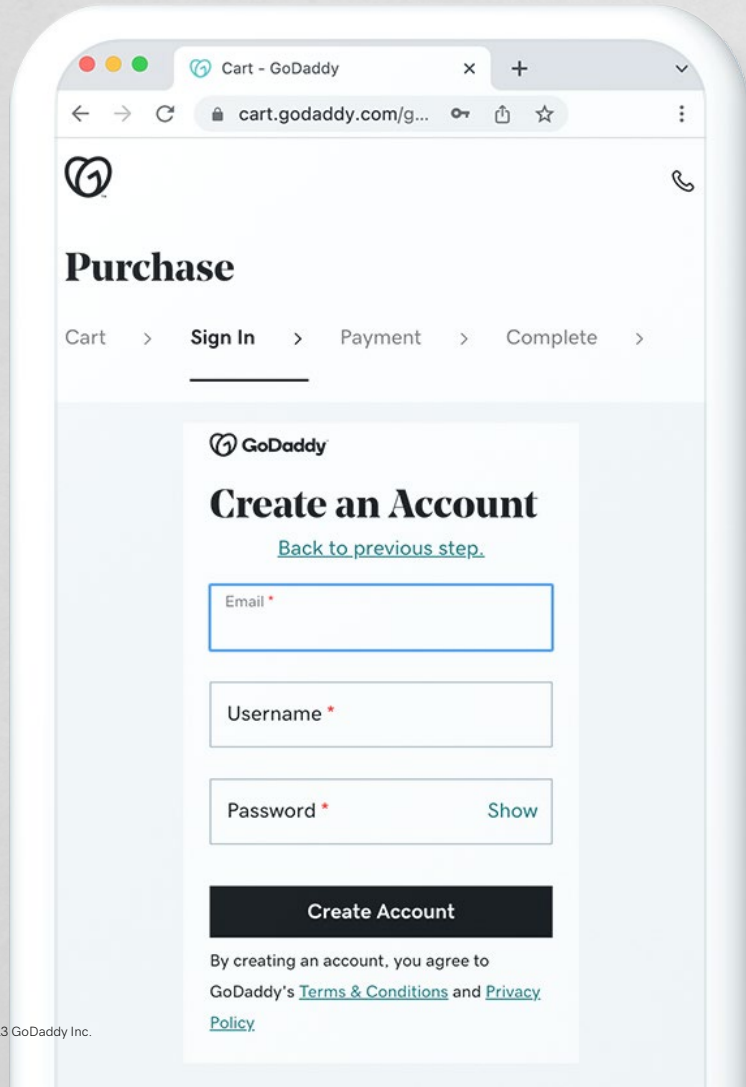 Cart - GoDaddy
cart.godaddy.com/g...
Purchase
Cart > Sign In > Payment > Complete >
GoDaddy
Create an Account
Back to previous step.
Email *
Username *
Password * Show
Create Account
By creating an account, you agree to
GoDaddy's Terms & Conditions and Privacy
Policy
3 GoDaddy Inc.